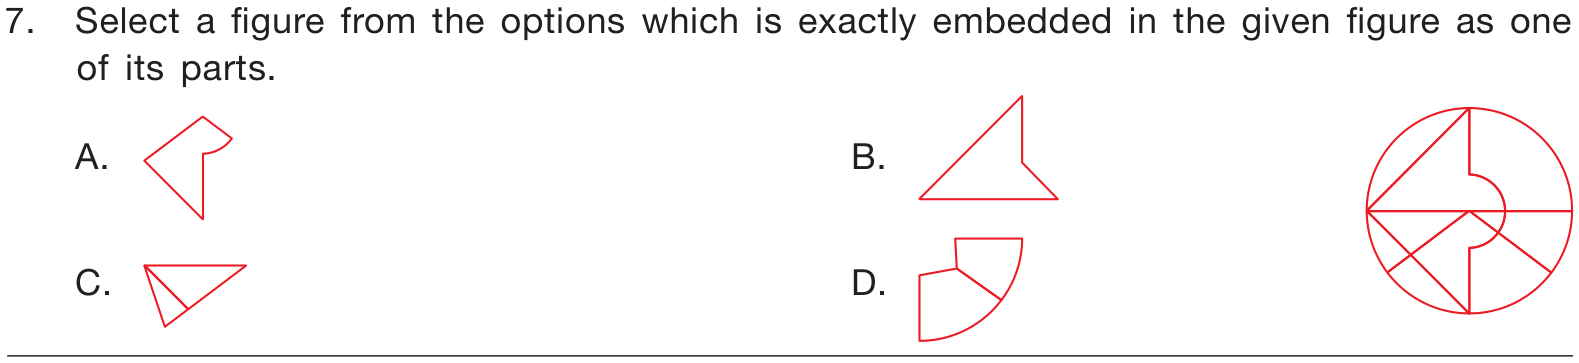 7. Select a figure from the options which is exactly embedded in the given figure as one
of its parts.
A.
B.
C.
D.